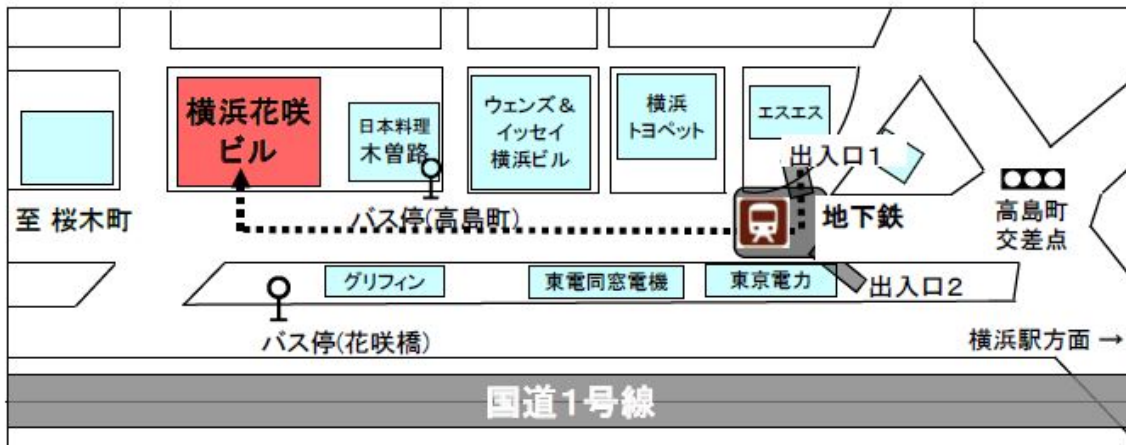 横浜花咲
ビル
日本料理
木曽路
ウェンズ&
イッセイ
横浜ビル
横浜
トヨペット
エスエス
出入口1
至 桜木町
バス停(高島町)
地下鉄
高島町
交差点
グリフィン
東電同窓電機
東京電力
出入口2
バス停(花咲橋)
横浜駅方面 →
国道1号線